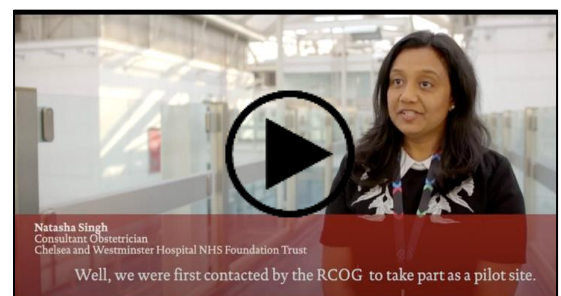 Natasha Singh
Consultant Obstetrician
Chelsea and Westminster Hospital NHS Foundation Trust
Well, we were first contacted by the RCOG to take part as a pilot site.